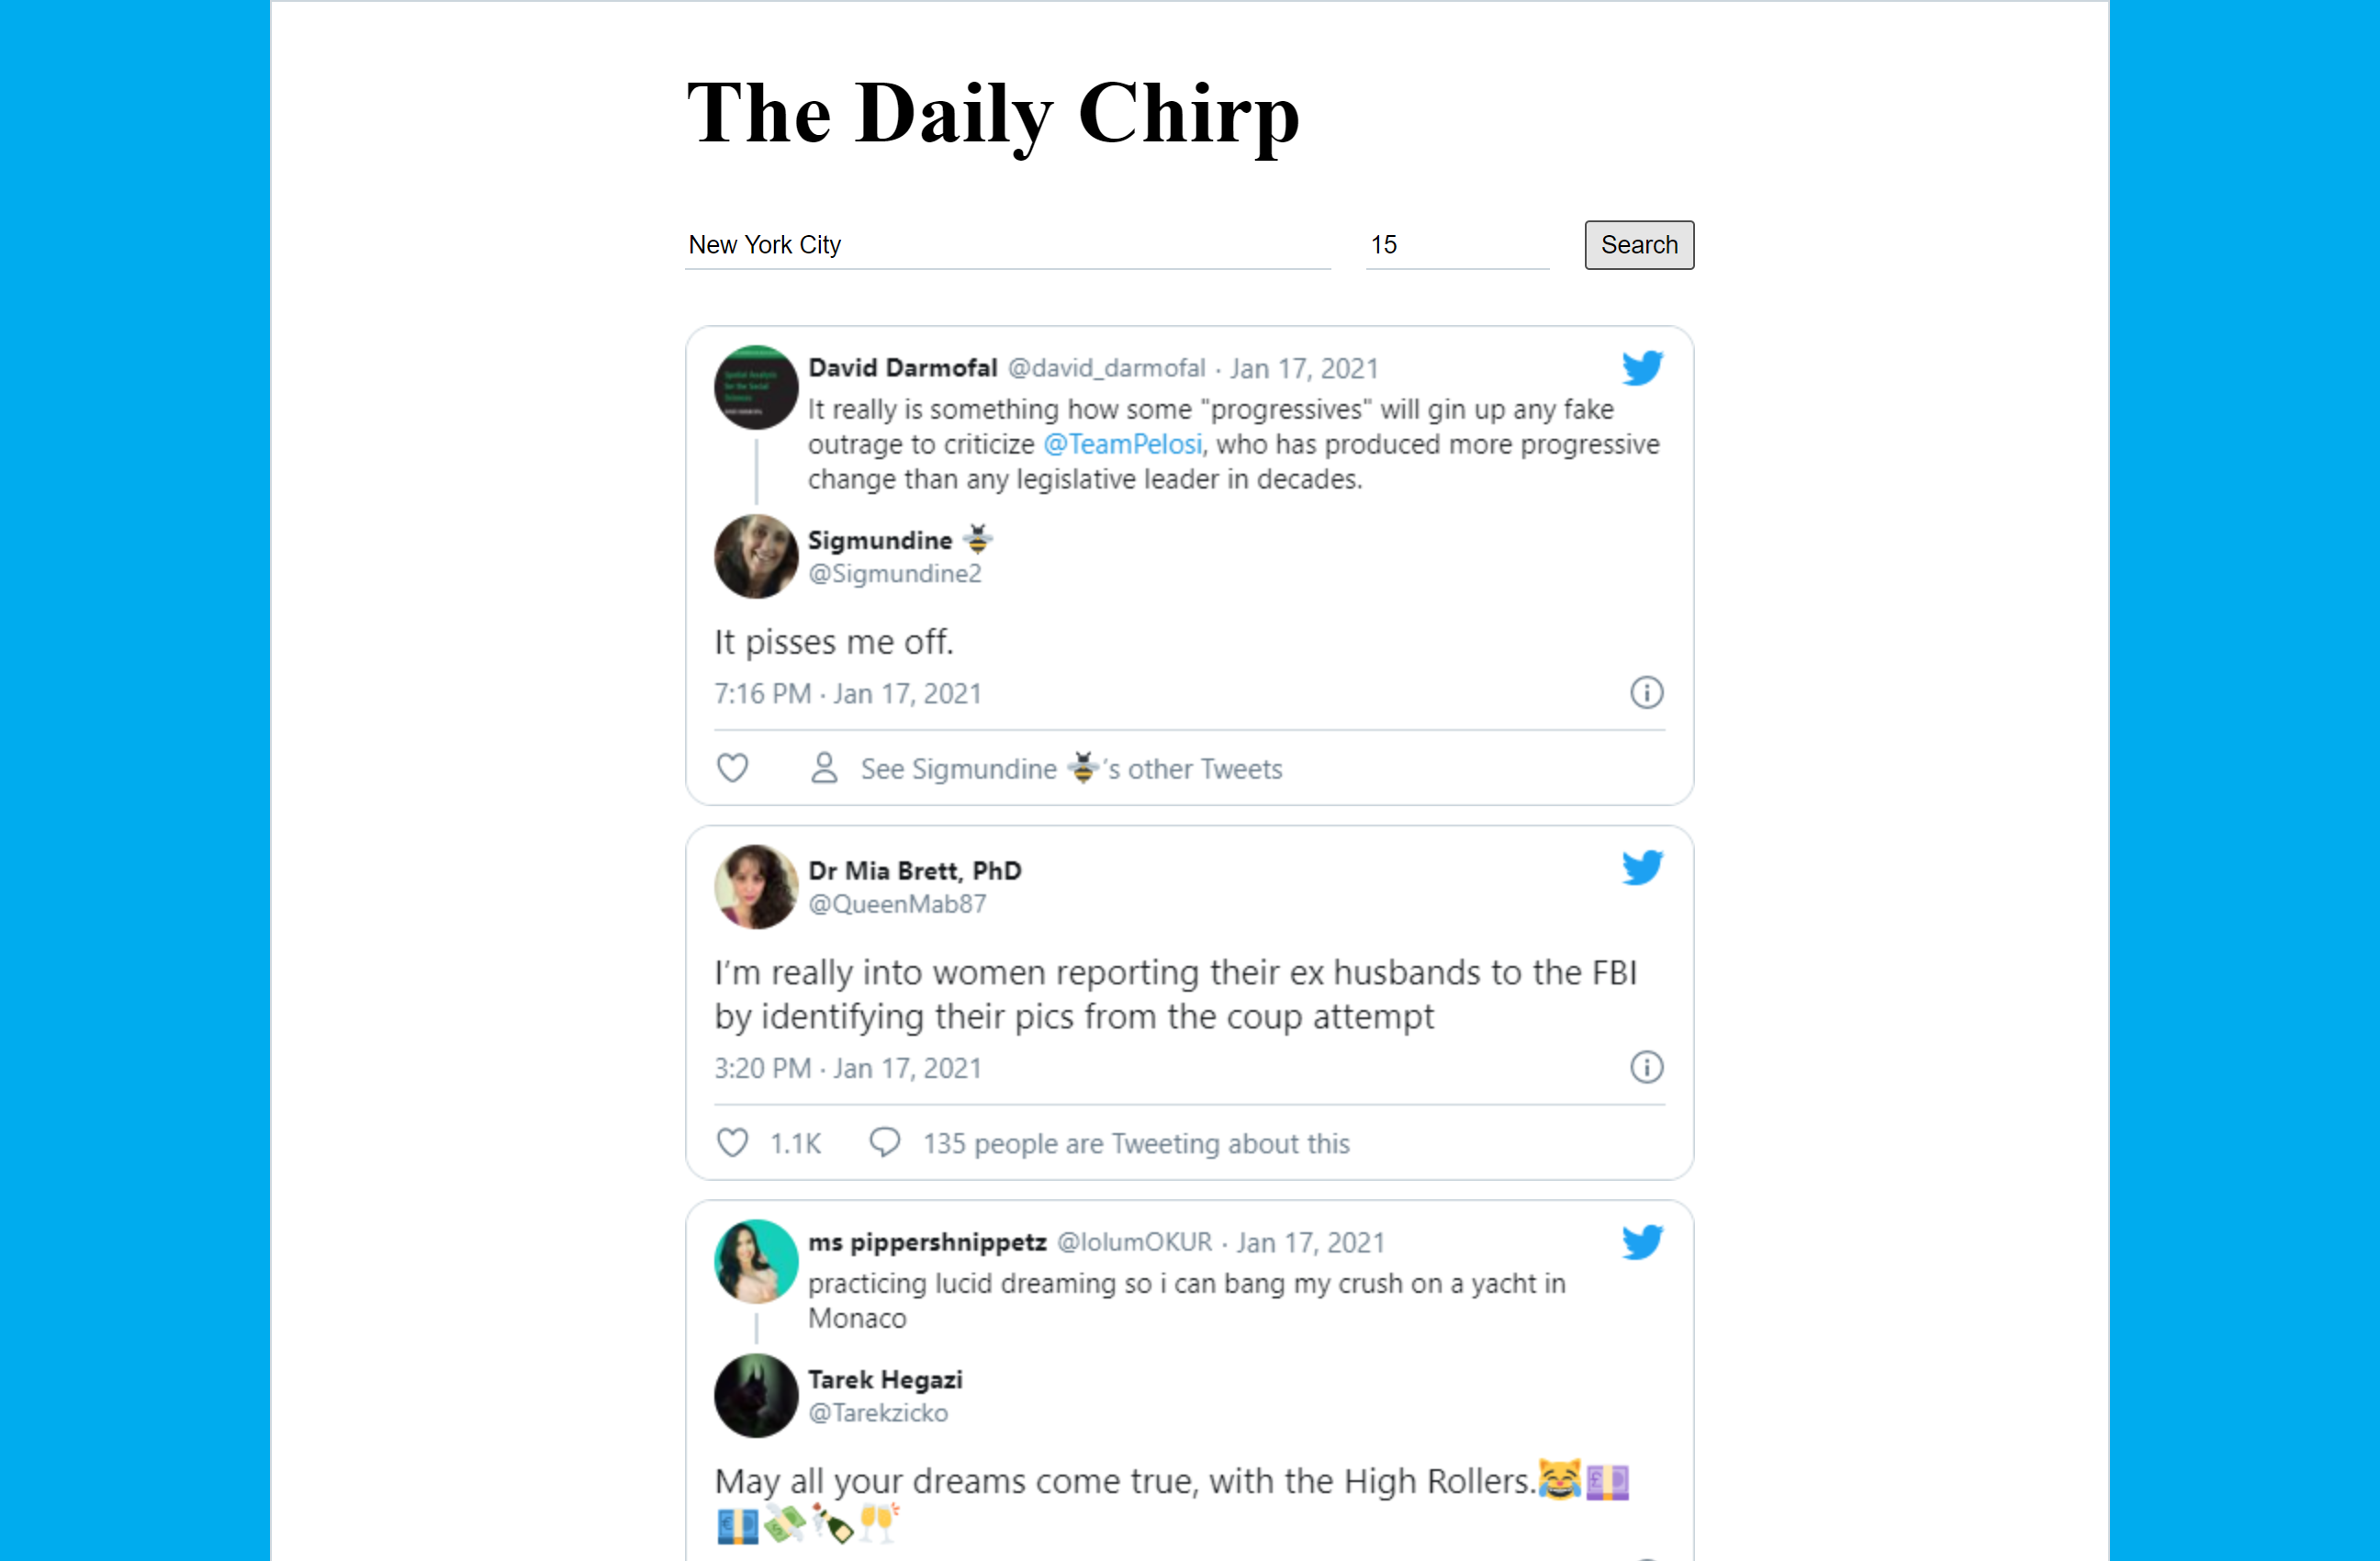 The Daily Chirp
New York City 15 Search
David Darmofal @david_darmofal · Jan 17, 2021
It really is something how some "progressives" will gin up any fake
outrage to criticize @TeamPelosi, who has produced more progressive
change than any legislative leader in decades.
Sigmundine 🐝
@Sigmundine2
It pisses me off.
7:16 PM · Jan 17, 2021
See Sigmundine 🐝's other Tweets
Dr Mia Brett, PhD
@QueenMab87
I’m really into women reporting their ex husbands to the FBI
by identifying their pics from the coup attempt
3:20 PM · Jan 17, 2021
1.1K 135 people are Tweeting about this
ms pippershnippetz @lolumOKUR · Jan 17, 2021
practicing lucid dreaming so i can bang my crush on a yacht in
Monaco
Tarek Hegazi
@Tarekzicko
May all your dreams come true, with the High Rollers.😹💷
💶💸🍾🥂